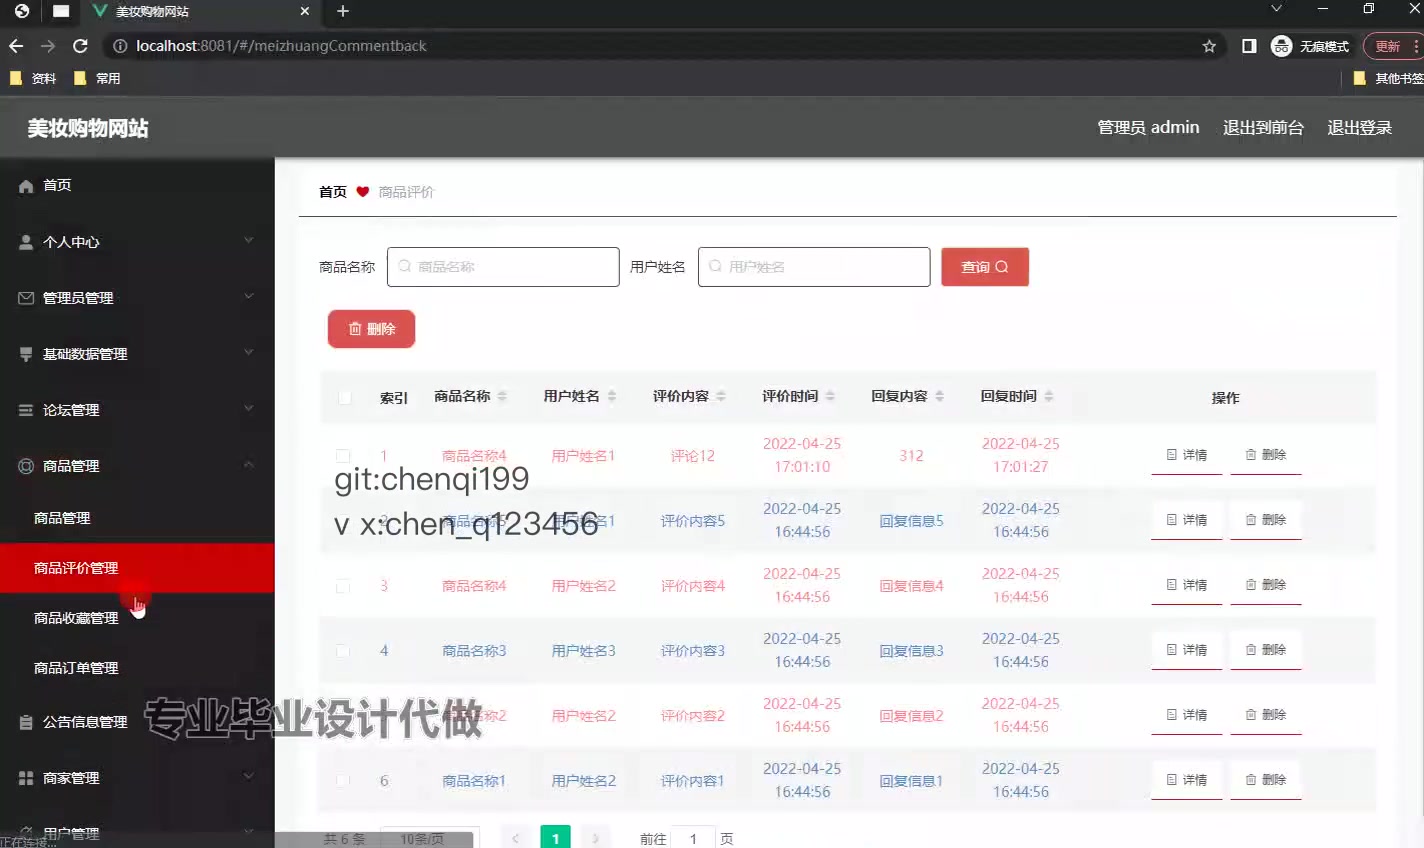 美妆购物网站
localhost:8081/#/meizhuangCommentback
无痕模式
更新
资料
常用
其他书签
美妆购物网站
管理员 admin
退出到前台
退出登录
首页
个人中心
管理员管理
基础数据管理
论坛管理
商品管理
商品管理
商品评价管理
商品收藏管理
商品订单管理
公告信息管理
商家管理
用户管理
正在连接...
首页 商品评价
商品名称 商品名称 用户姓名 用户姓名 查询
删除
索引 商品名称 用户姓名 评价内容 评价时间 回复内容 回复时间 操作
1 商品名称4 用户姓名1 评论12 2022-04-25 17:01:10 312 2022-04-25 17:01:27 详情 删除
2 商品名称5 用户姓名1 评价内容5 2022-04-25 16:44:56 回复信息5 2022-04-25 16:44:56 详情 删除
3 商品名称4 用户姓名2 评价内容4 2022-04-25 16:44:56 回复信息4 2022-04-25 16:44:56 详情 删除
4 商品名称3 用户姓名3 评价内容3 2022-04-25 16:44:56 回复信息3 2022-04-25 16:44:56 详情 删除
名称2 用户姓名2 评价内容2 2022-04-25 16:44:56 回复信息2 2022-04-25 16:44:56 详情 删除
6 商品名称1 用户姓名2 评价内容1 2022-04-25 16:44:56 回复信息1 2022-04-25 16:44:56 详情 删除
共 6 条 10条/页 1 前往 1 页
git:chenqi199
v x:chen_q123456
专业毕业设计代做